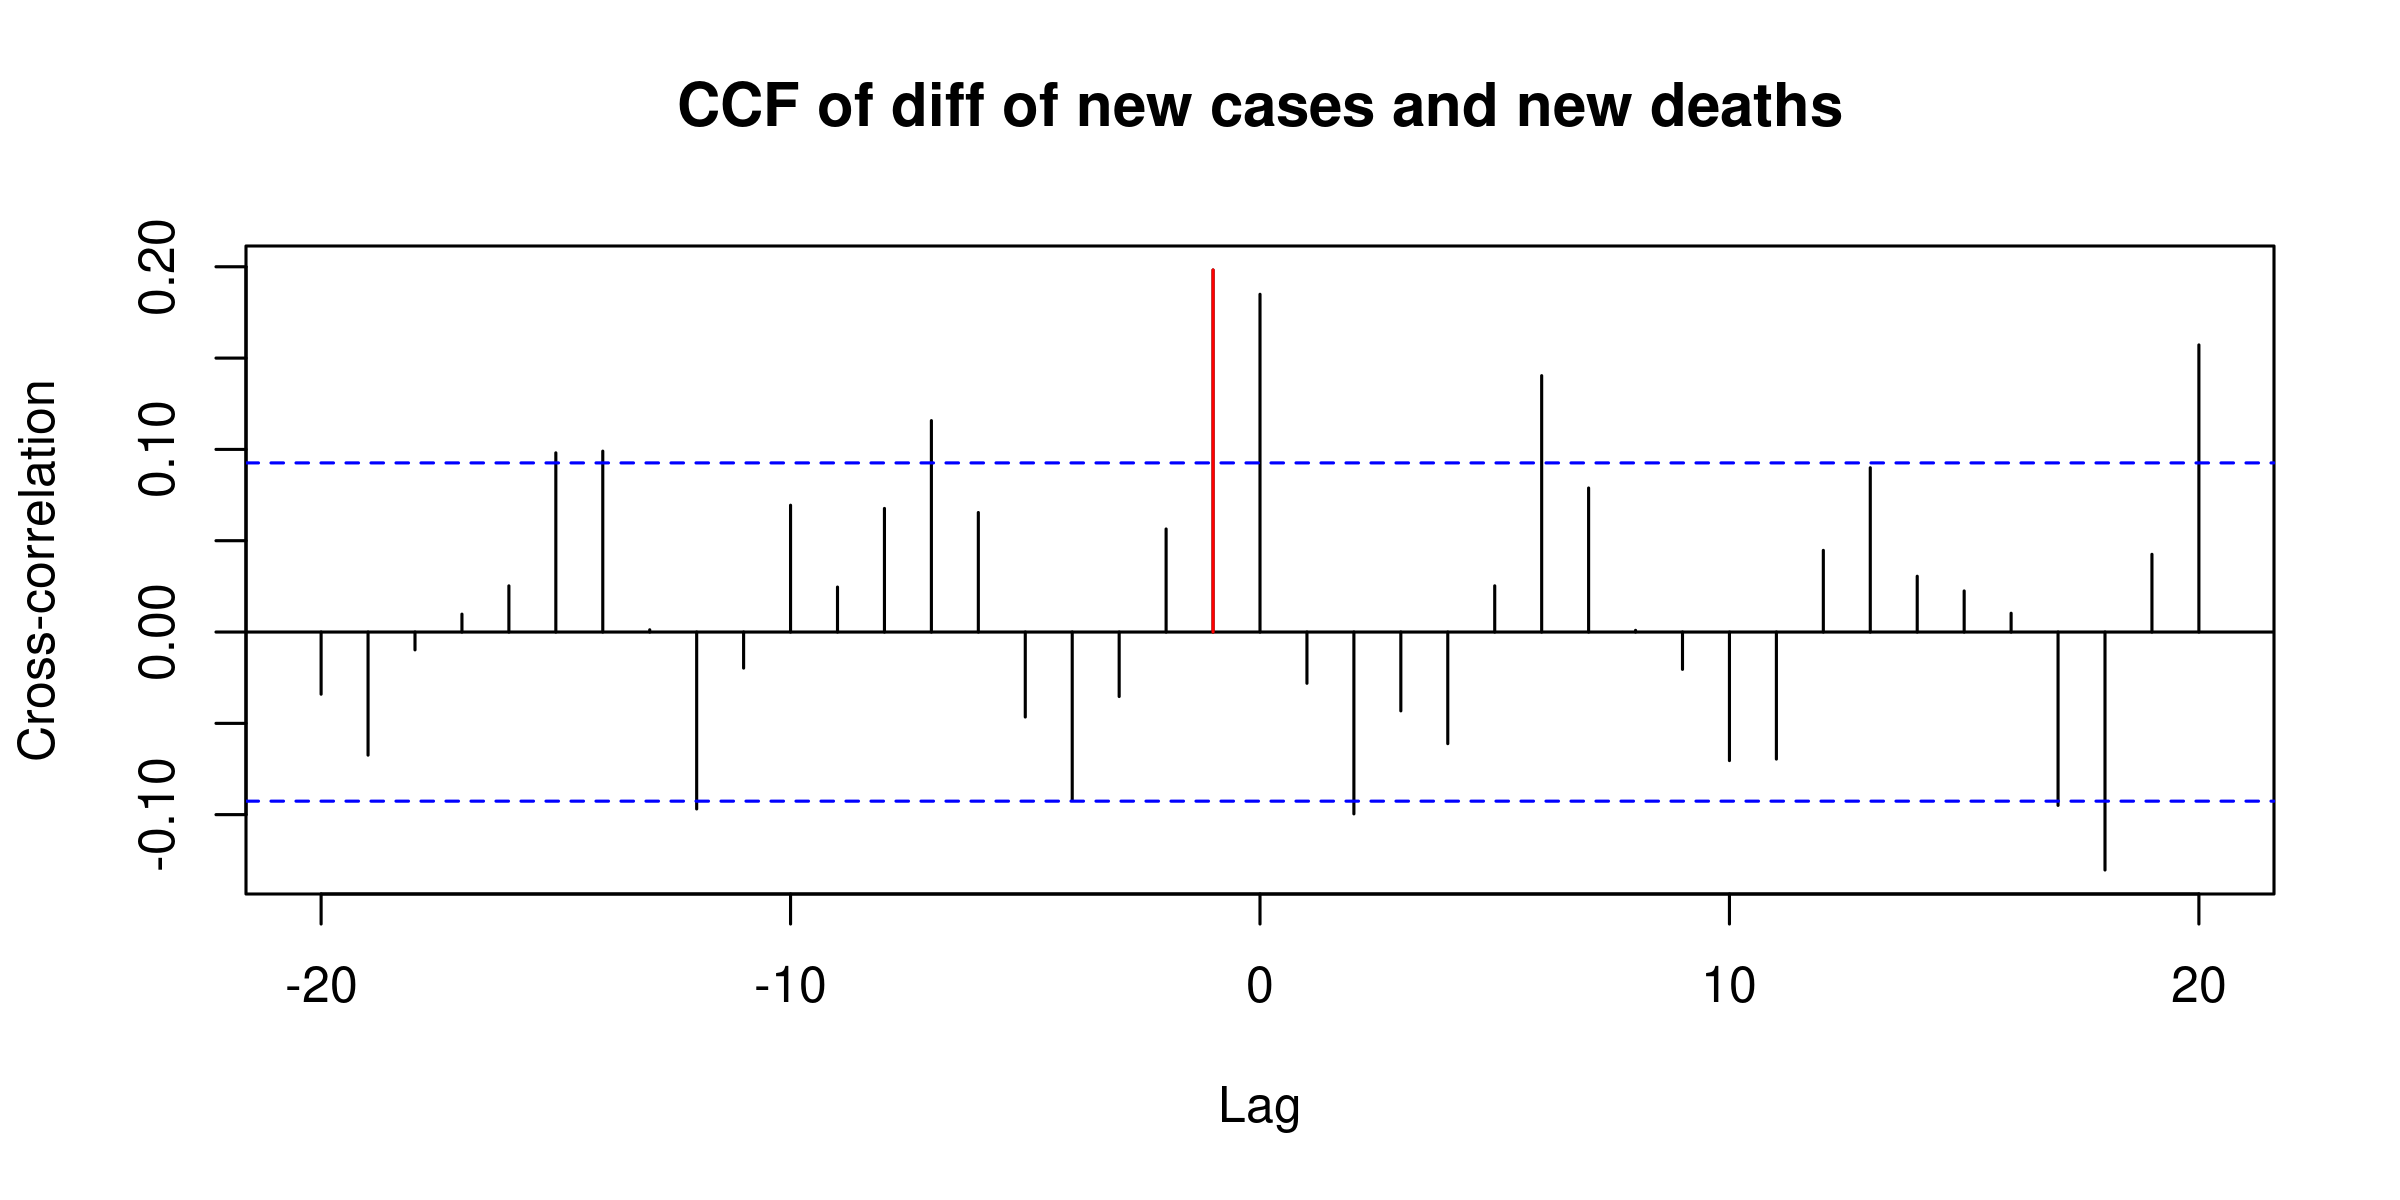 CCF of diff of new cases and new deaths
Cross-correlation
0.20
0.10
0.00
-0.10
-20 -10 0 10 20
Lag